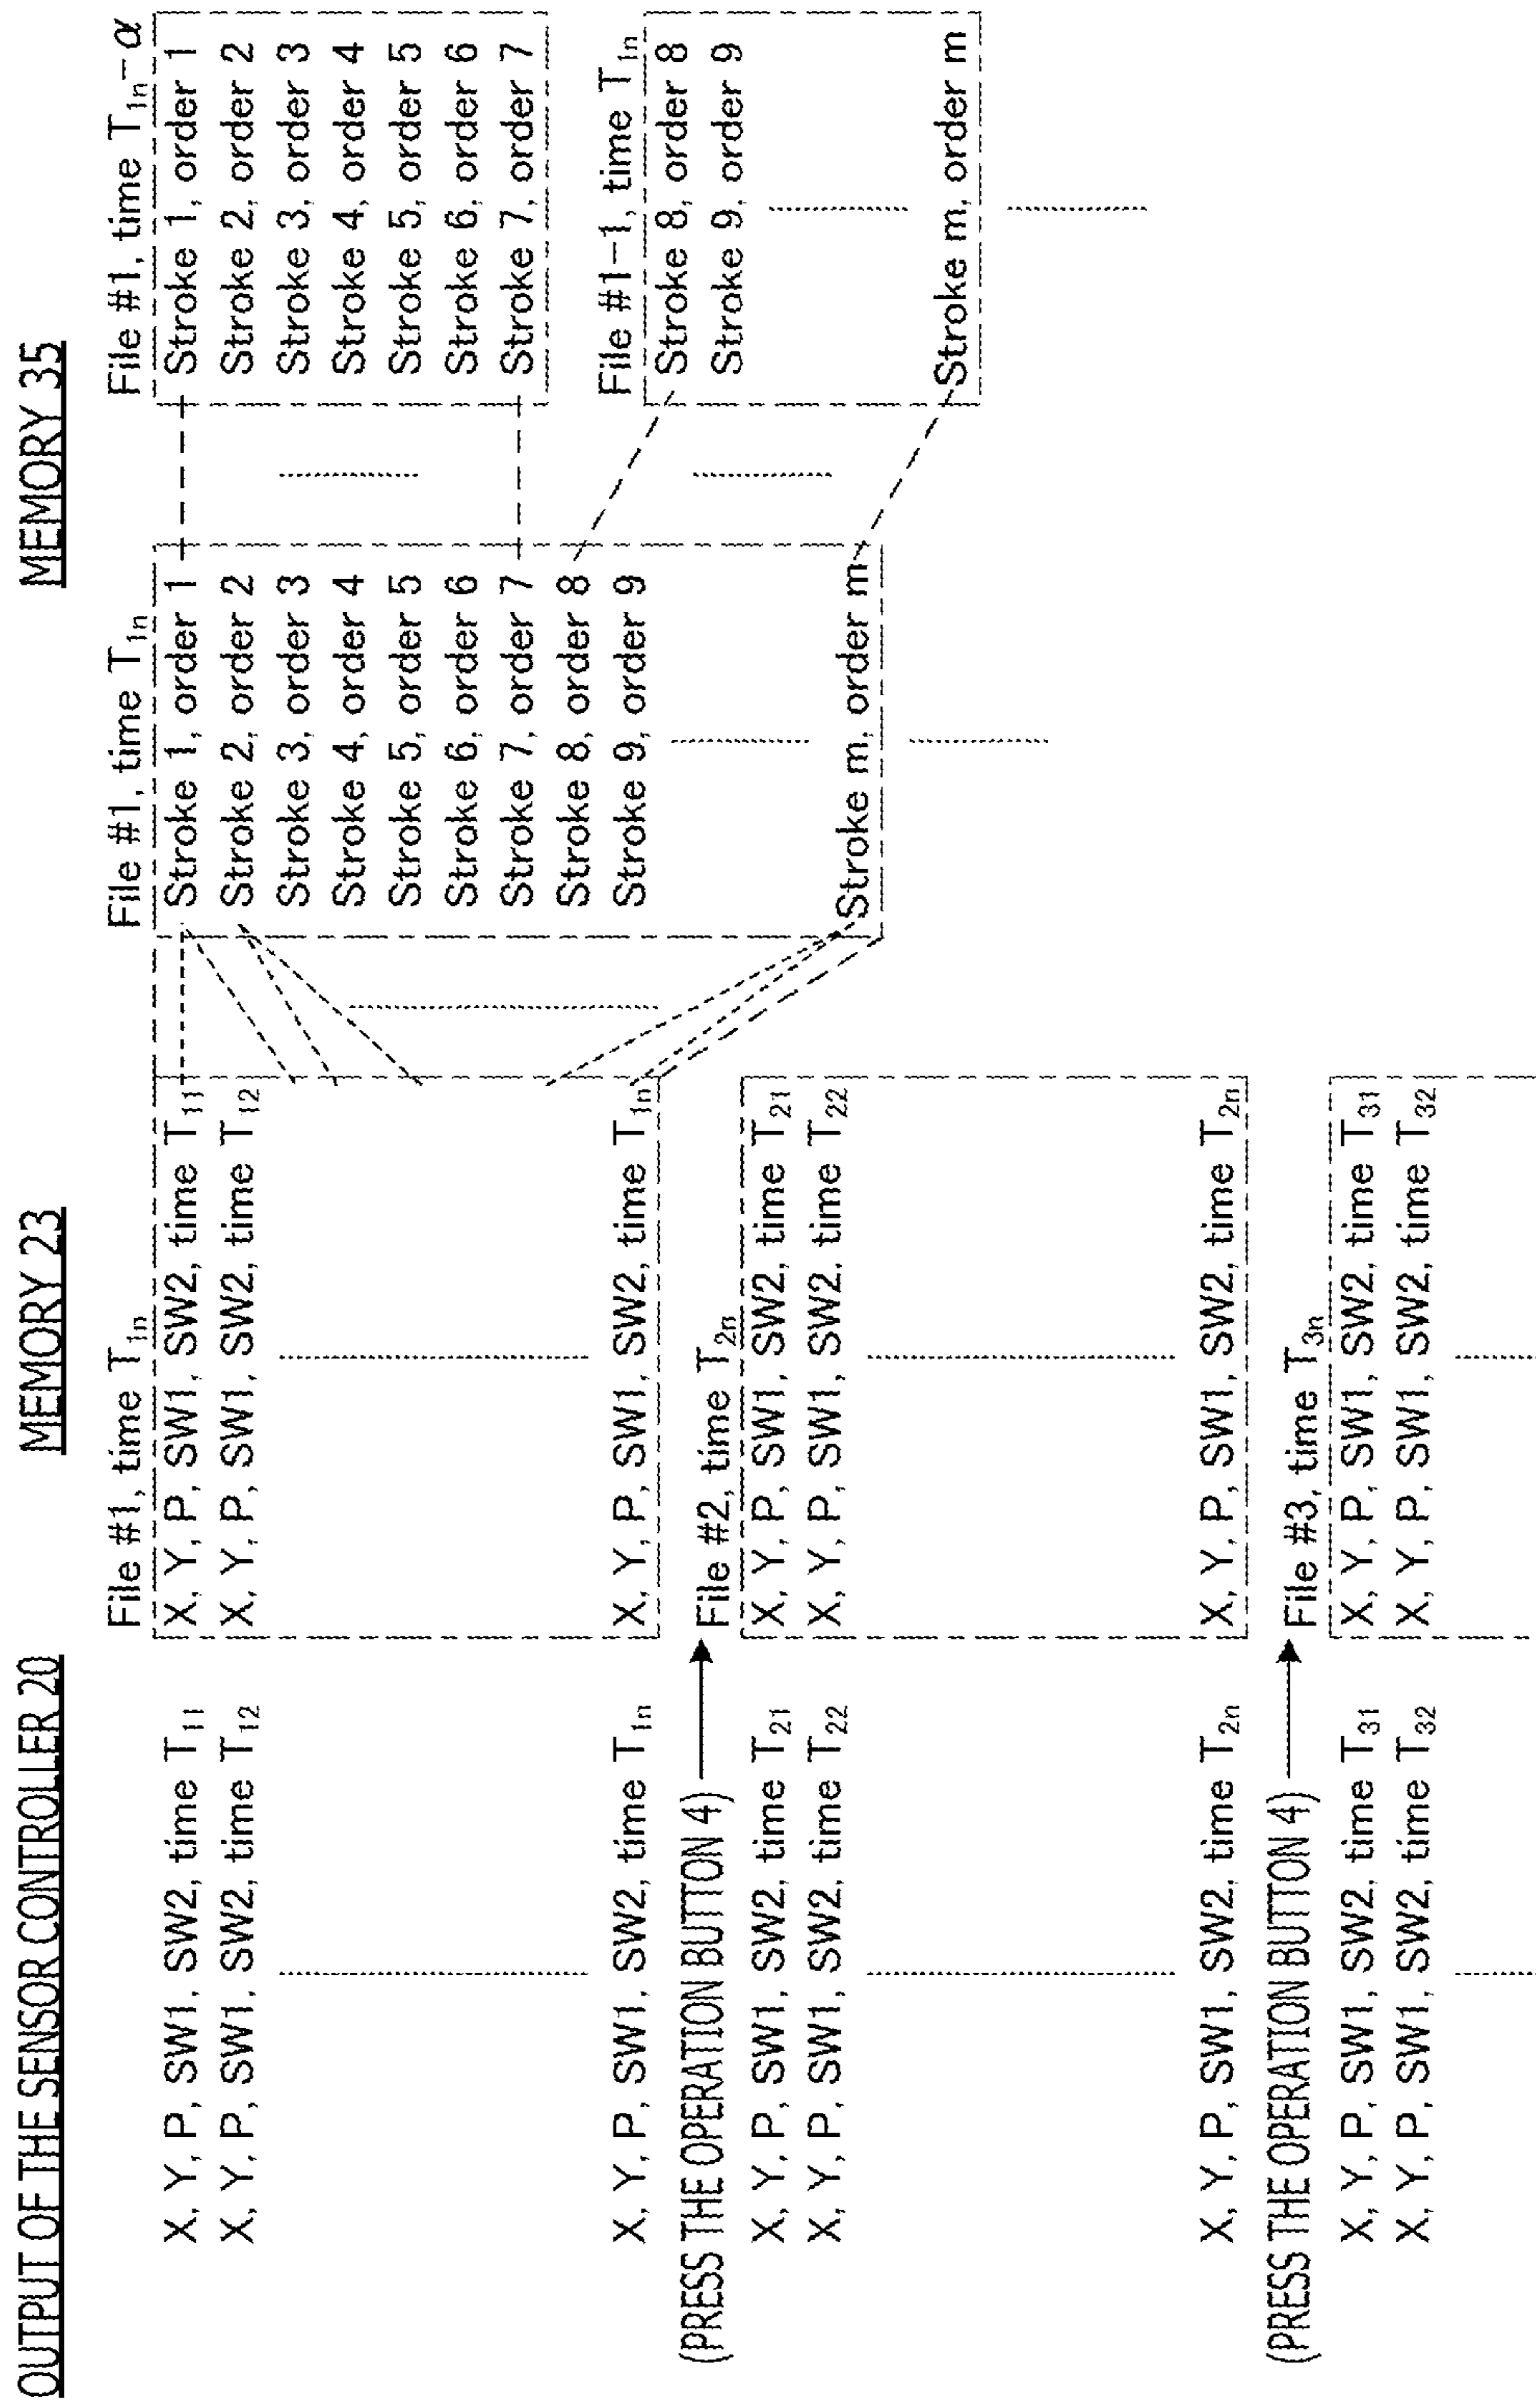 OUTPUT OF THE SENSOR CONTROLLER 20
X, Y, P, SW1, SW2, time T11
X, Y, P, SW1, SW2, time T12
X, Y, P, SW1, SW2, time T1n
(PRESS THE OPERATION BUTTON 4)
X, Y, P, SW1, SW2, time T21
X, Y, P, SW1, SW2, time T22
X, Y, P, SW1, SW2, time T2n
(PRESS THE OPERATION BUTTON 4)
X, Y, P, SW1, SW2, time T31
X, Y, P, SW1, SW2, time T32
MEMORY 23
File #1, time T1n
X, Y, P, SW1, SW2, time T11
X, Y, P, SW1, SW2, time T12
X, Y, P, SW1, SW2, time T1n
File #2, time T2n
X, Y, P, SW1, SW2, time T21
X, Y, P, SW1, SW2, time T22
X, Y, P, SW1, SW2, time T2n
File #3, time T3n
X, Y, P, SW1, SW2, time T31
X, Y, P, SW1, SW2, time T32
MEMORY 35
File #1, time T1n
Stroke 1, order 1
Stroke 2, order 2
Stroke 3, order 3
Stroke 4, order 4
Stroke 5, order 5
Stroke 6, order 6
Stroke 7, order 7
Stroke 8, order 8
Stroke 9, order 9
Stroke m, order m
File #1, time T1n-α
Stroke 1, order 1
Stroke 2, order 2
Stroke 3, order 3
Stroke 4, order 4
Stroke 5, order 5
Stroke 6, order 6
Stroke 7, order 7
File #1-1, time T1n
Stroke 8, order 8
Stroke 9, order 9
Stroke m, order m